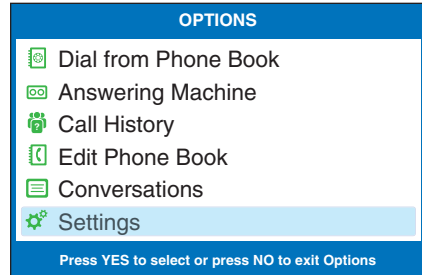 OPTIONS
Dial from Phone Book
Answering Machine
Call History
Edit Phone Book
Conversations
Settings
Press YES to select or press NO to exit Options